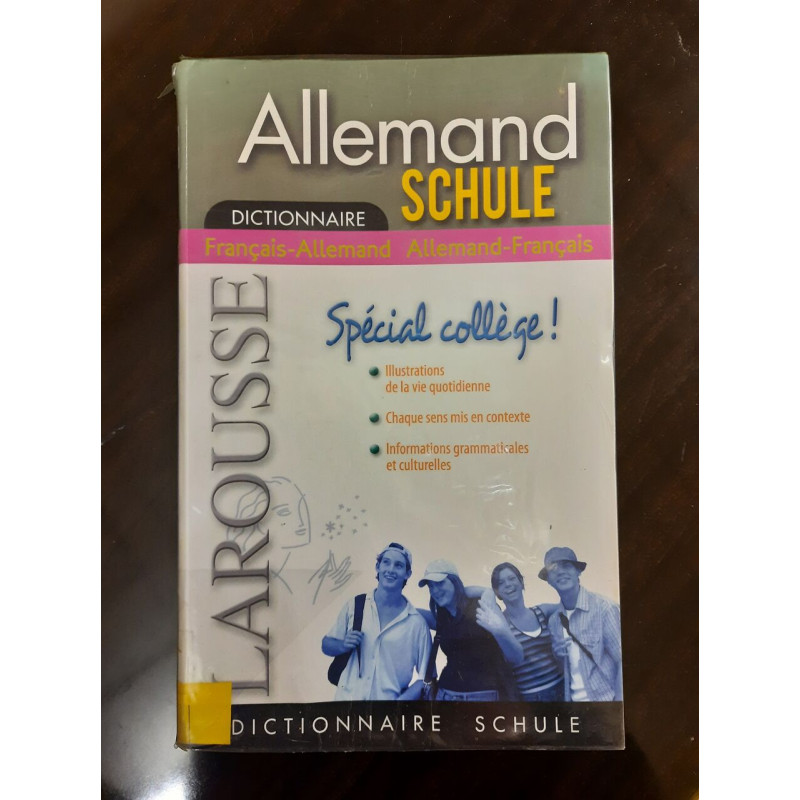 Allemand
SCHULE
DICTIONNAIRE
Français-Allemand Allemand-Français
LAROUSSE
Spécial collège !
Illustrations
de la vie quotidienne
Chaque sens mis en contexte
Informations grammaticales
et culturelles
DICTIONNAIRE SCHULE